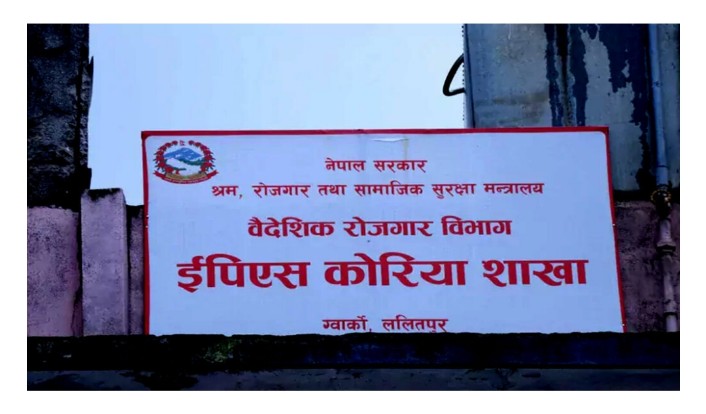 नेपाल सरकार
श्रम, रोजगार तथा सामाजिक सुरक्षा मन्त्रालय
वैदेशिक रोजगार विभाग
ईपिएस कोरिया शाखा
ग्वार्को, ललितपुर